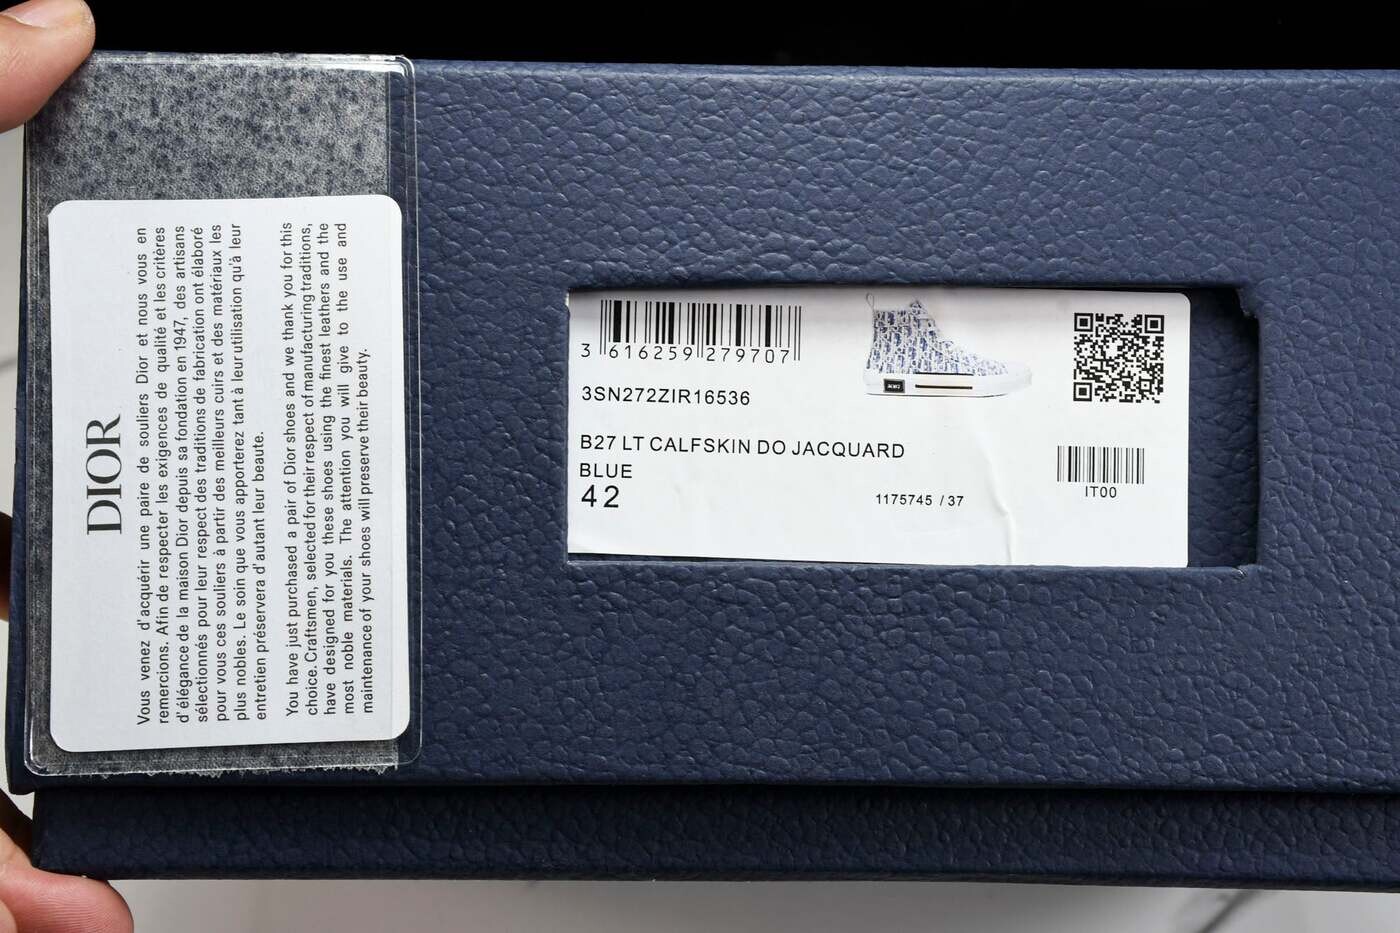 DIOR
Vous venez d'acquérir une paire de souliers Dior et nous vous en
remercions. Afin de respecter les exigences de qualité et les critères
d'élégance de la maison Dior depuis sa fondation en 1947, des artisans
sélectionnés pour leur respect des traditions de fabrication ont élaboré
pour vous ces souliers à partir des meilleurs cuirs et des matériaux les
plus nobles. Le soin que vous apporterez tant à leur utilisation qu'à leur
entretien préservera d'autant leur beaute.
You have just purchased a pair of Dior shoes and we thank you for this
choice. Craftsmen, selected for their respect of manufacturing traditions,
have designed for you these shoes using the finest leathers and the
most noble materials. The attention you will give to the use and
maintenance of your shoes will preserve their beauty.
3 616259 279707
3SN272ZIR16536
B27 LT CALFSKIN DO JACQUARD
BLUE
42
1175745 / 37
IT00